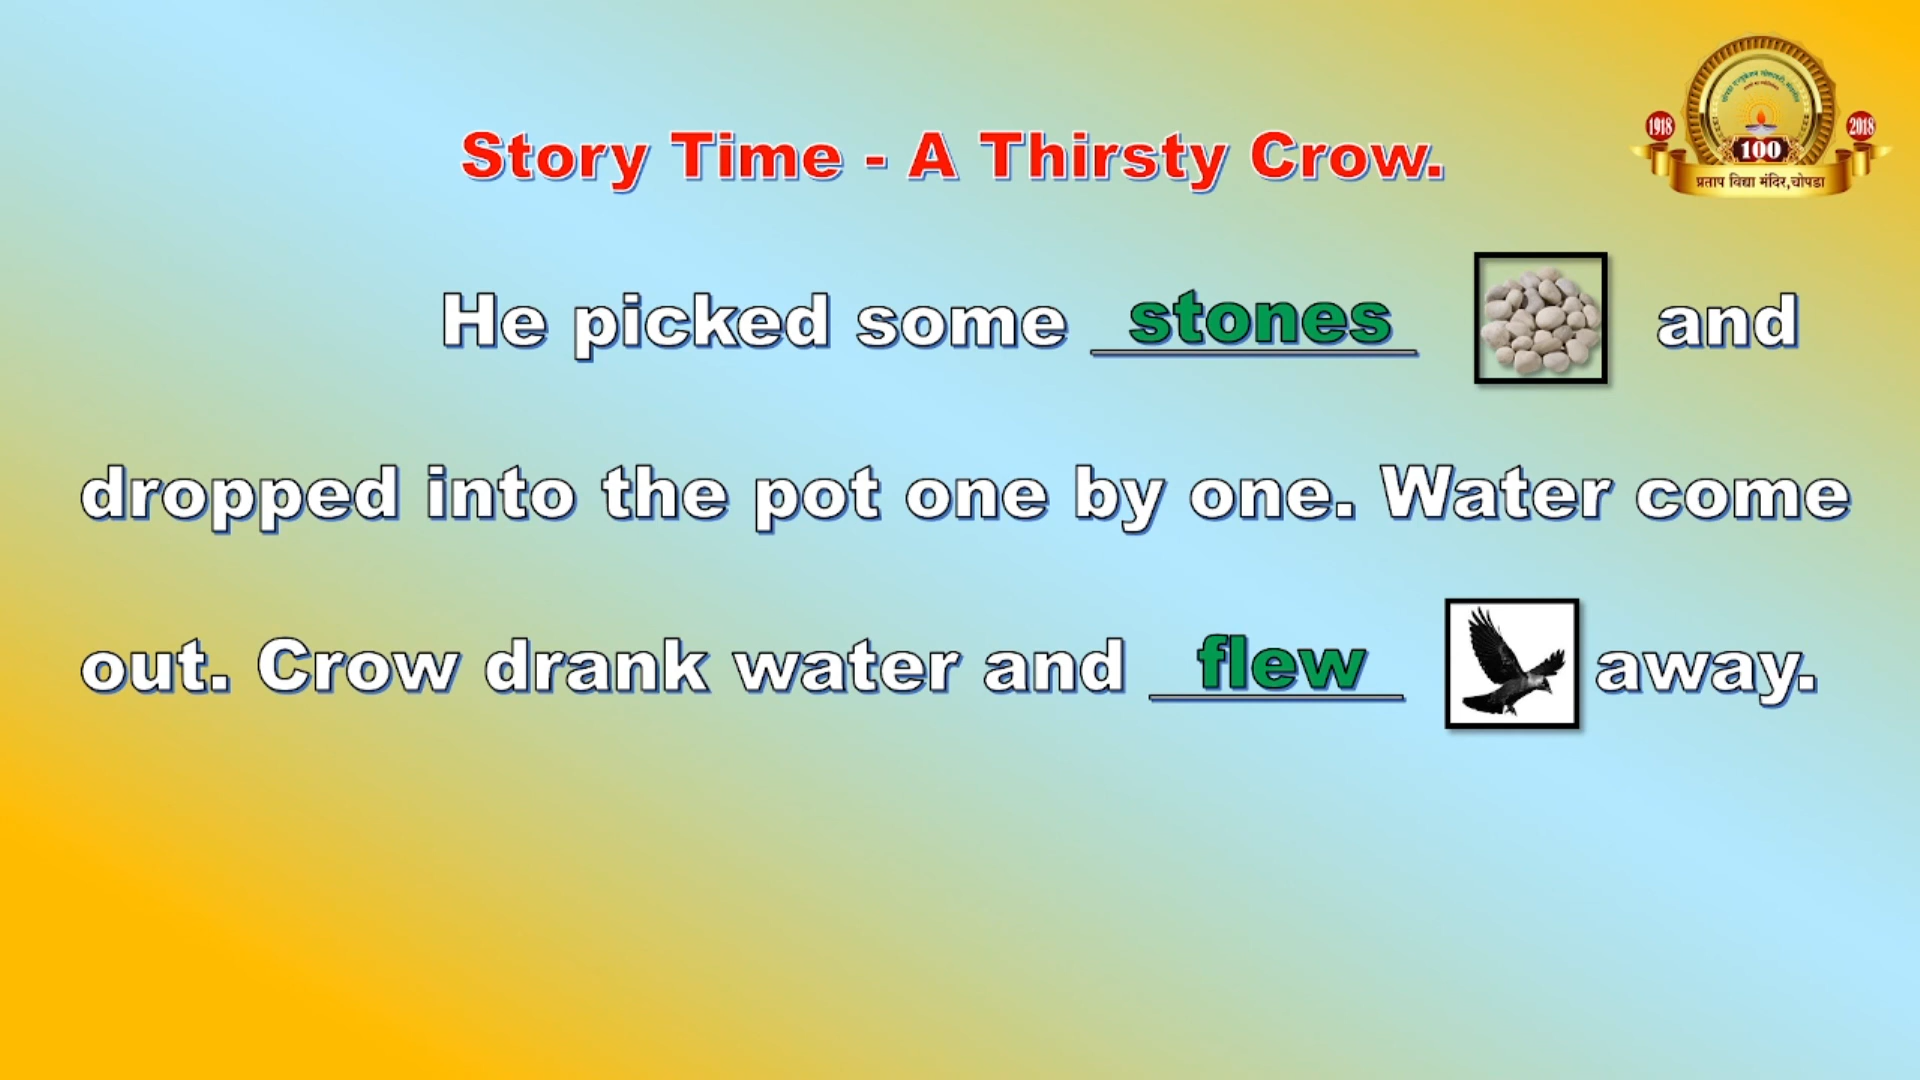 Story Time - A Thirsty Crow.
1918
2018
100
प्रताप विद्या मंदिर,चोपडा
He picked some stones and
dropped into the pot one by one. Water come
out. Crow drank water and flew away.